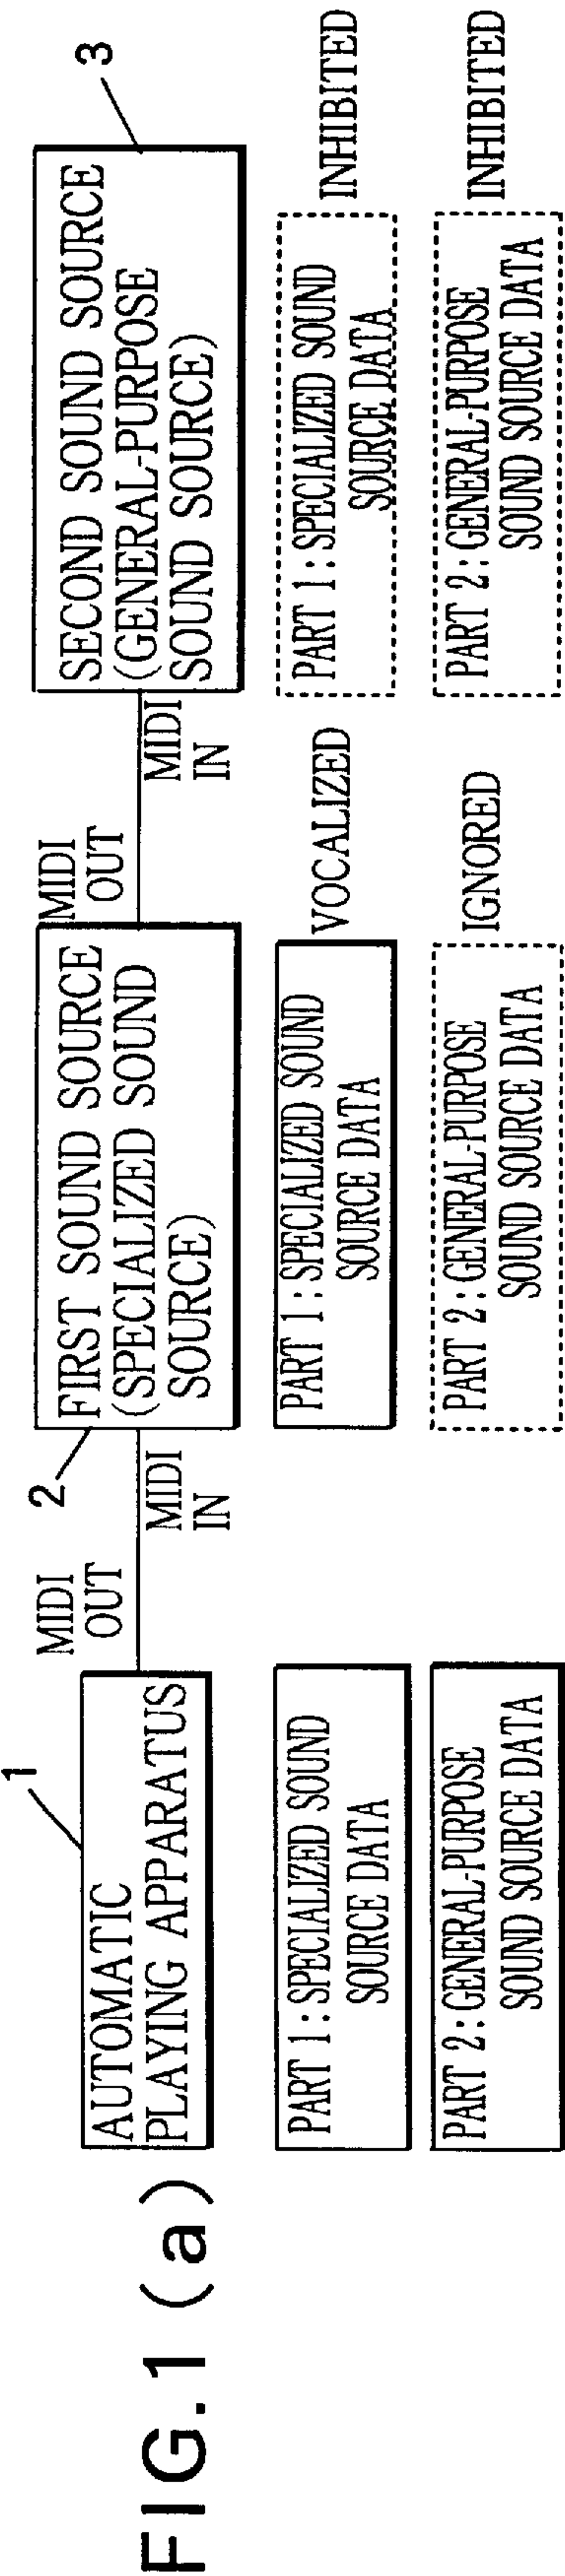 FIG. 1 (a)
1
AUTOMATIC
PLAYING APPARATUS
MIDI
OUT
MIDI
IN
2
FIRST SOUND SOURCE
(SPECIALIZED SOUND
SOURCE)
MIDI
OUT
MIDI
IN
3
SECOND SOUND SOURCE
(GENERAL-PURPOSE
SOUND SOURCE)
PART 1 : SPECIALIZED SOUND
SOURCE DATA
PART 1 : SPECIALIZED SOUND
SOURCE DATA
VOCALIZED
PART 1 : SPECIALIZED SOUND
SOURCE DATA
INHIBITED
PART 2 : GENERAL-PURPOSE
SOUND SOURCE DATA
PART 2 : GENERAL-PURPOSE
SOUND SOURCE DATA
IGNORED
PART 2 : GENERAL-PURPOSE
SOUND SOURCE DATA
INHIBITED